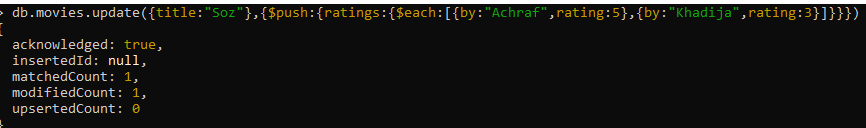 > db.movies.update({title:"Soz"},{$push:{ratings:{$each:[{by:"Achraf",rating:5},{by:"Khadija",rating:3}]}}})
{
  acknowledged: true,
  insertedId: null,
  matchedCount: 1,
  modifiedCount: 1,
  upsertedCount: 0
}